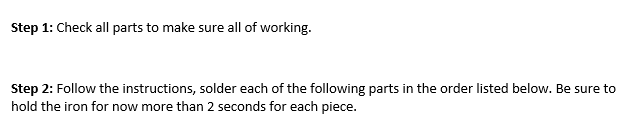 Step 1: Check all parts to make sure all of working.
Step 2: Follow the instructions, solder each of the following parts in the order listed below. Be sure to
hold the iron for now more than 2 seconds for each piece.